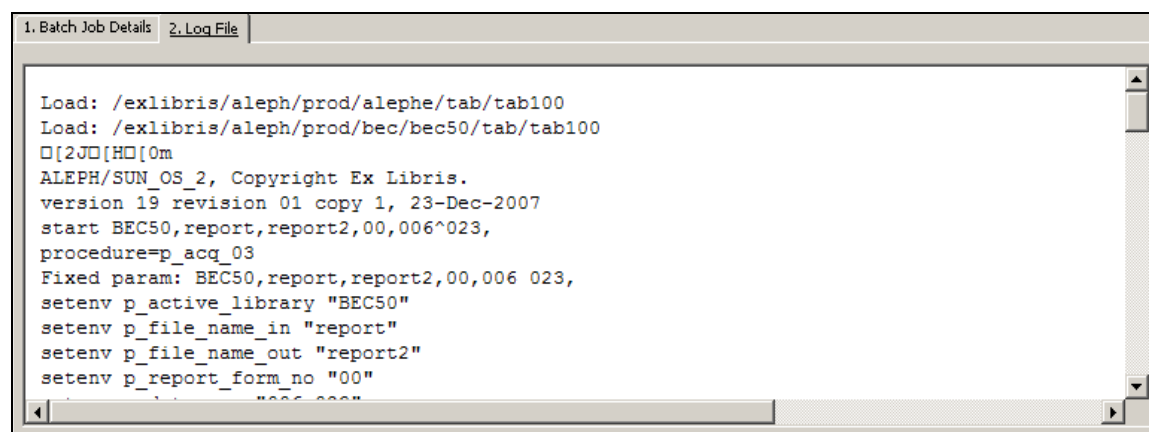 1. Batch Job Details 2. Log File
Load: /exlibris/aleph/prod/alephe/tab/tab100
Load: /exlibris/aleph/prod/bec/bec50/tab/tab100
□[2J□[H□[0m
ALEPH/SUN_OS_2, Copyright Ex Libris.
version 19 revision 01 copy 1, 23-Dec-2007
start BEC50,report,report2,00,006^023,
procedure=p_acq_03
Fixed param: BEC50,report,report2,00,006 023,
setenv p_active_library "BEC50"
setenv p_file_name_in "report"
setenv p_file_name_out "report2"
setenv p_report_form_no "00"